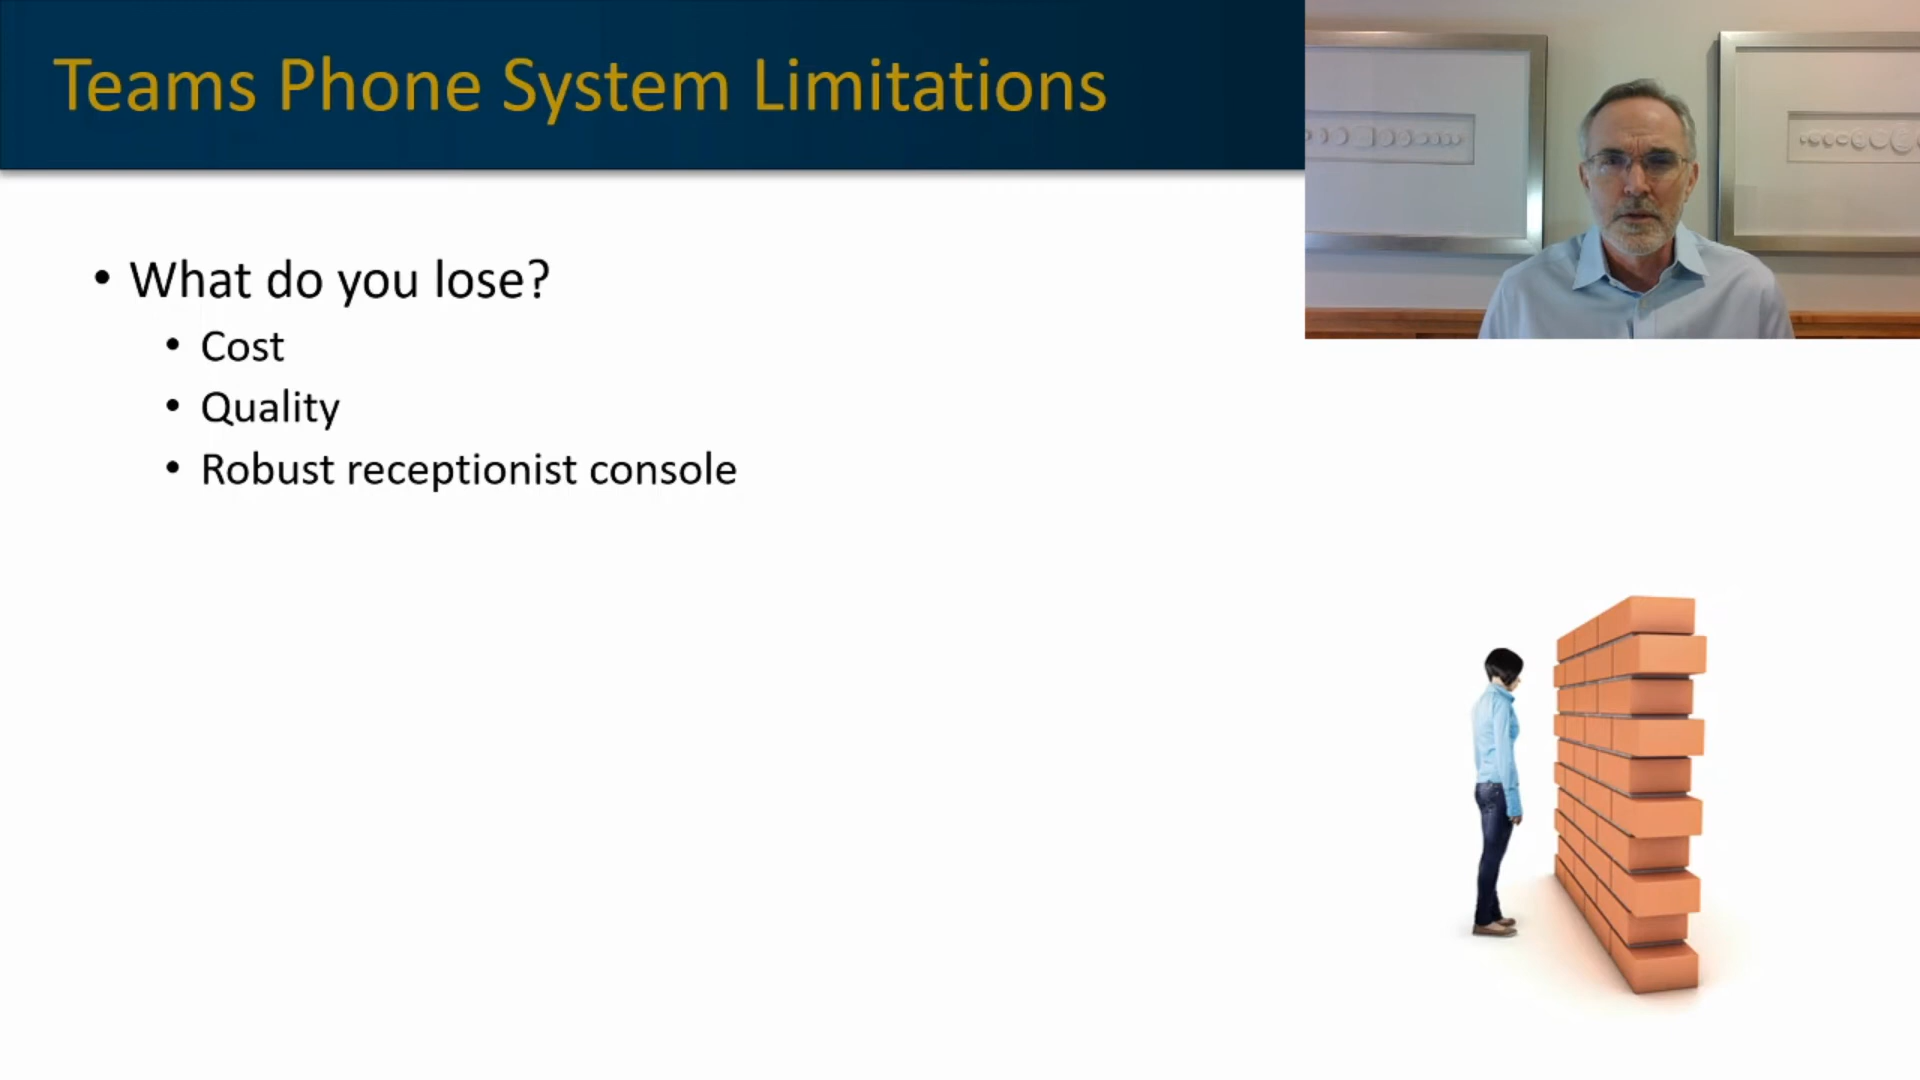 Teams Phone System Limitations
• What do you lose?
• Cost
• Quality
• Robust receptionist console